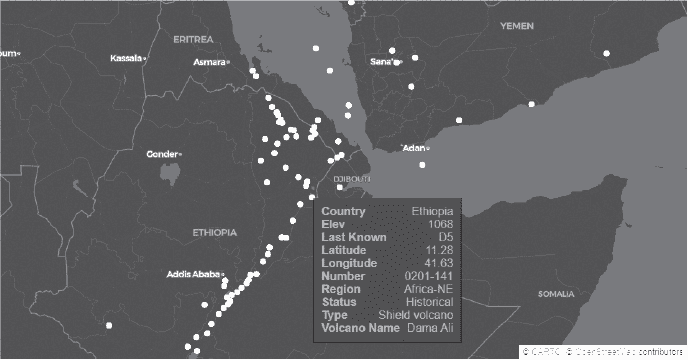 YEMEN
ERITREA
Kassala
Asmara
Sana'a
Gonder
'Adan
DJIBOUTI
ETHIOPIA
Addis Ababa
SOMALIA
Country Ethiopia
Elev 1068
Last Known D5
Latitude 11.28
Longitude 41.63
Number 0201-141
Region Africa-NE
Status Historical
Type Shield volcano
Volcano Name Dama Ali
© CARTO © OpenStreetMap contributors